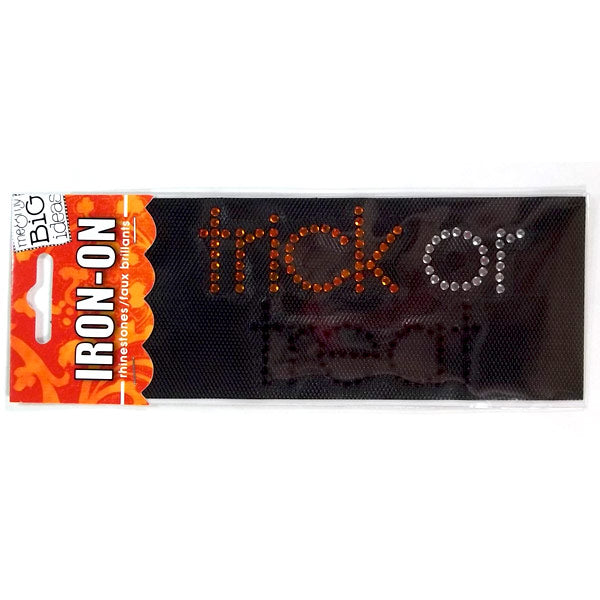 me & my
BiG
ideas
IRON-ON
rhinestones/faux brillants
trick or
treat